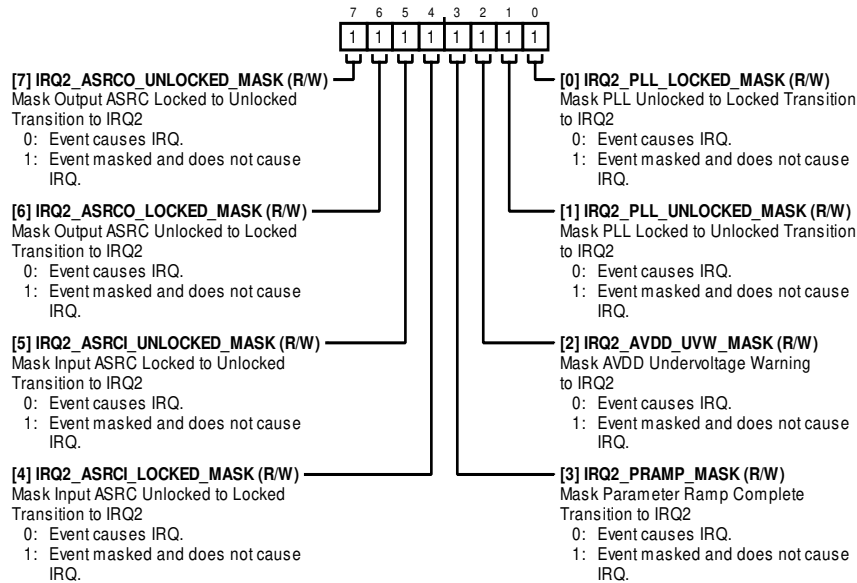 7 6 5 4 3 2 1 0
1 1 1 1 1 1 1 1
[7] IRQ2_ASRCO_UNLOCKED_MASK (R/W)
Mask Output ASRC Locked to Unlocked
Transition to IRQ2
0: Event causes IRQ.
1: Event masked and does not cause
IRQ.
[6] IRQ2_ASRCO_LOCKED_MASK (R/W)
Mask Output ASRC Unlocked to Locked
Transition to IRQ2
0: Event causes IRQ.
1: Event masked and does not cause
IRQ.
[5] IRQ2_ASRCI_UNLOCKED_MASK (R/W)
Mask Input ASRC Locked to Unlocked
Transition to IRQ2
0: Event causes IRQ.
1: Event masked and does not cause
IRQ.
[4] IRQ2_ASRCI_LOCKED_MASK (R/W)
Mask Input ASRC Unlocked to Locked
Transition to IRQ2
0: Event causes IRQ.
1: Event masked and does not cause
IRQ.
[0] IRQ2_PLL_LOCKED_MASK (R/W)
Mask PLL Unlocked to Locked Transition
to IRQ2
0: Event causes IRQ.
1: Event masked and does not cause
IRQ.
[1] IRQ2_PLL_UNLOCKED_MASK (R/W)
Mask PLL Locked to Unlocked Transition
to IRQ2
0: Event causes IRQ.
1: Event masked and does not cause
IRQ.
[2] IRQ2_AVDD_UVW_MASK (R/W)
Mask AVDD Undervoltage Warning
to IRQ2
0: Event causes IRQ.
1: Event masked and does not cause
IRQ.
[3] IRQ2_PRAMP_MASK (R/W)
Mask Parameter Ramp Complete
Transition to IRQ2
0: Event causes IRQ.
1: Event masked and does not cause
IRQ.